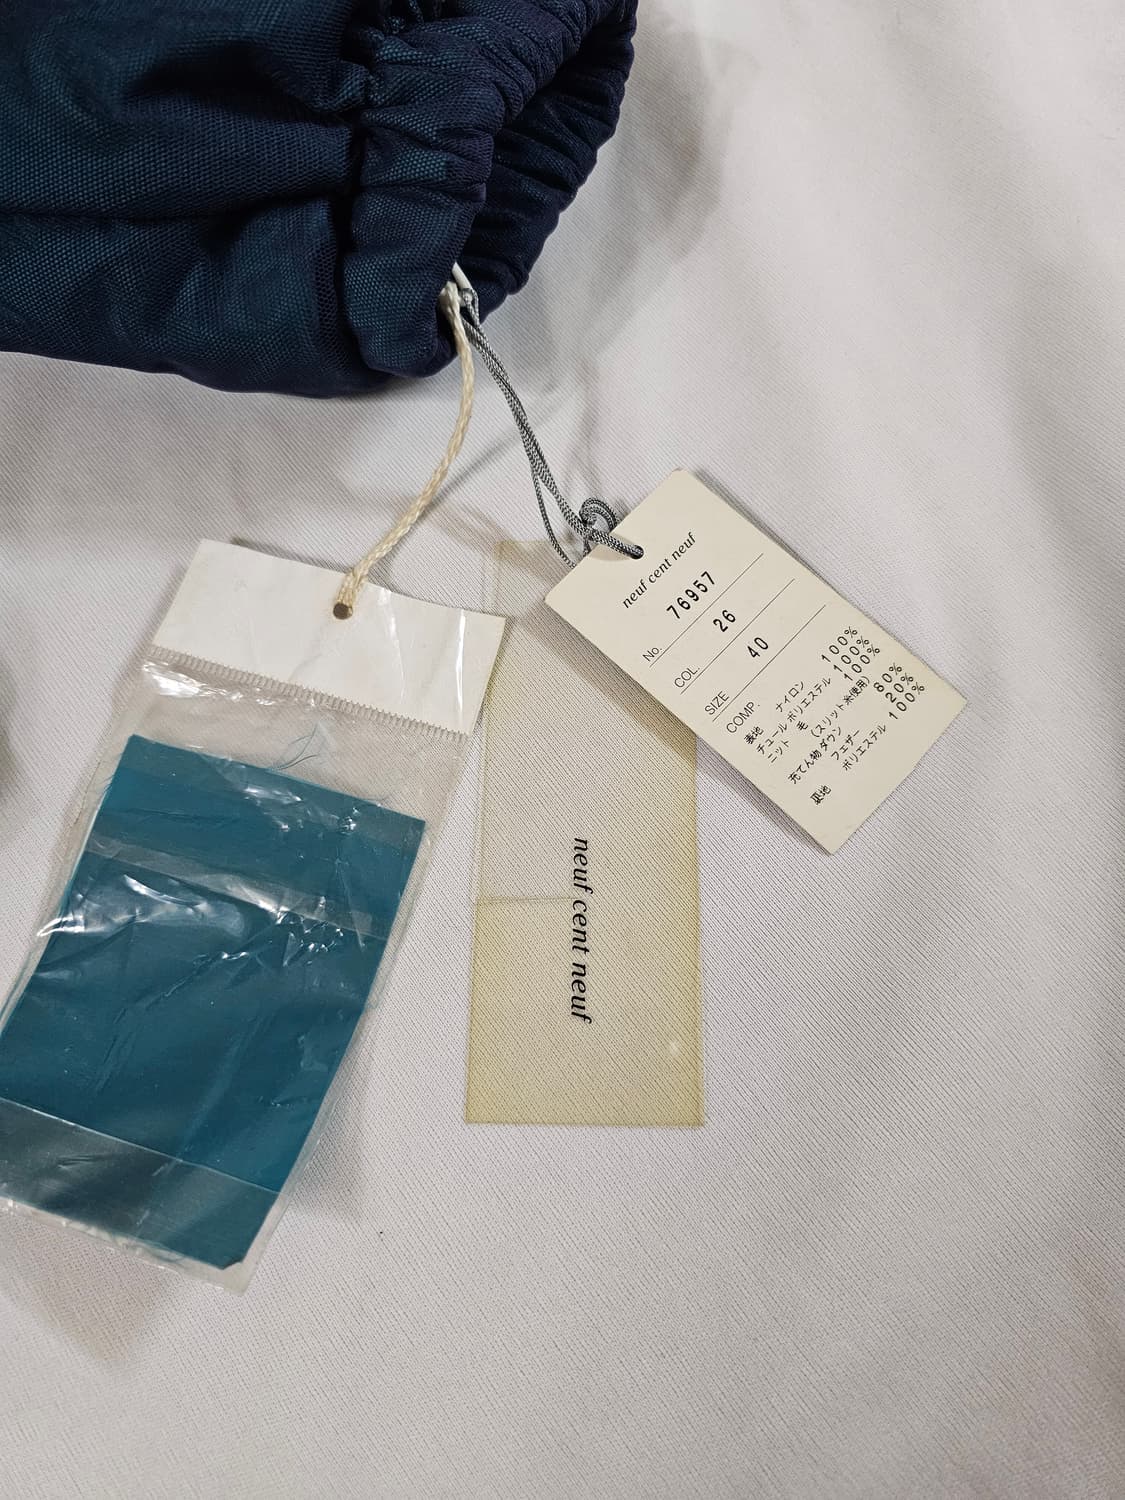 neuf cent neuf
No. 76957
COL. 26
SIZE 40
COMP.
表地 ナイロン 100%
チュール ポリエステル 100%
ニット 毛 100%
(スリット糸使用)
充てん物 ダウン 80%
フェザー 20%
ポリエステル 100%
裏地
neuf cent neuf